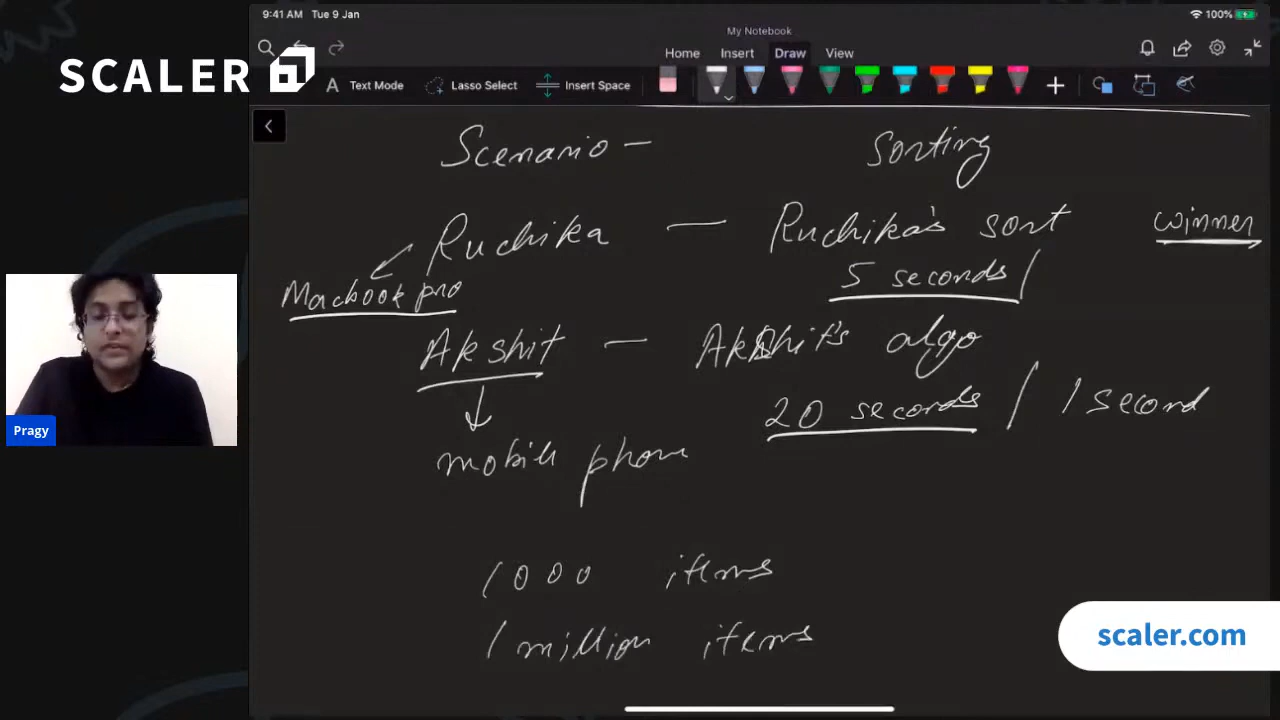 9:41 AM Tue 9 Jan
100%
My Notebook
Home Insert Draw View
SCALER
A Text Mode Lasso Select Insert Space
Scenario - Sorting
Ruchika - Ruchika's sort winner
Macbook pro 5 seconds /
Akshit - Akshit's algo
20 seconds / 1 second
mobile phone
Pragy
1000 items
1 million items
scaler.com